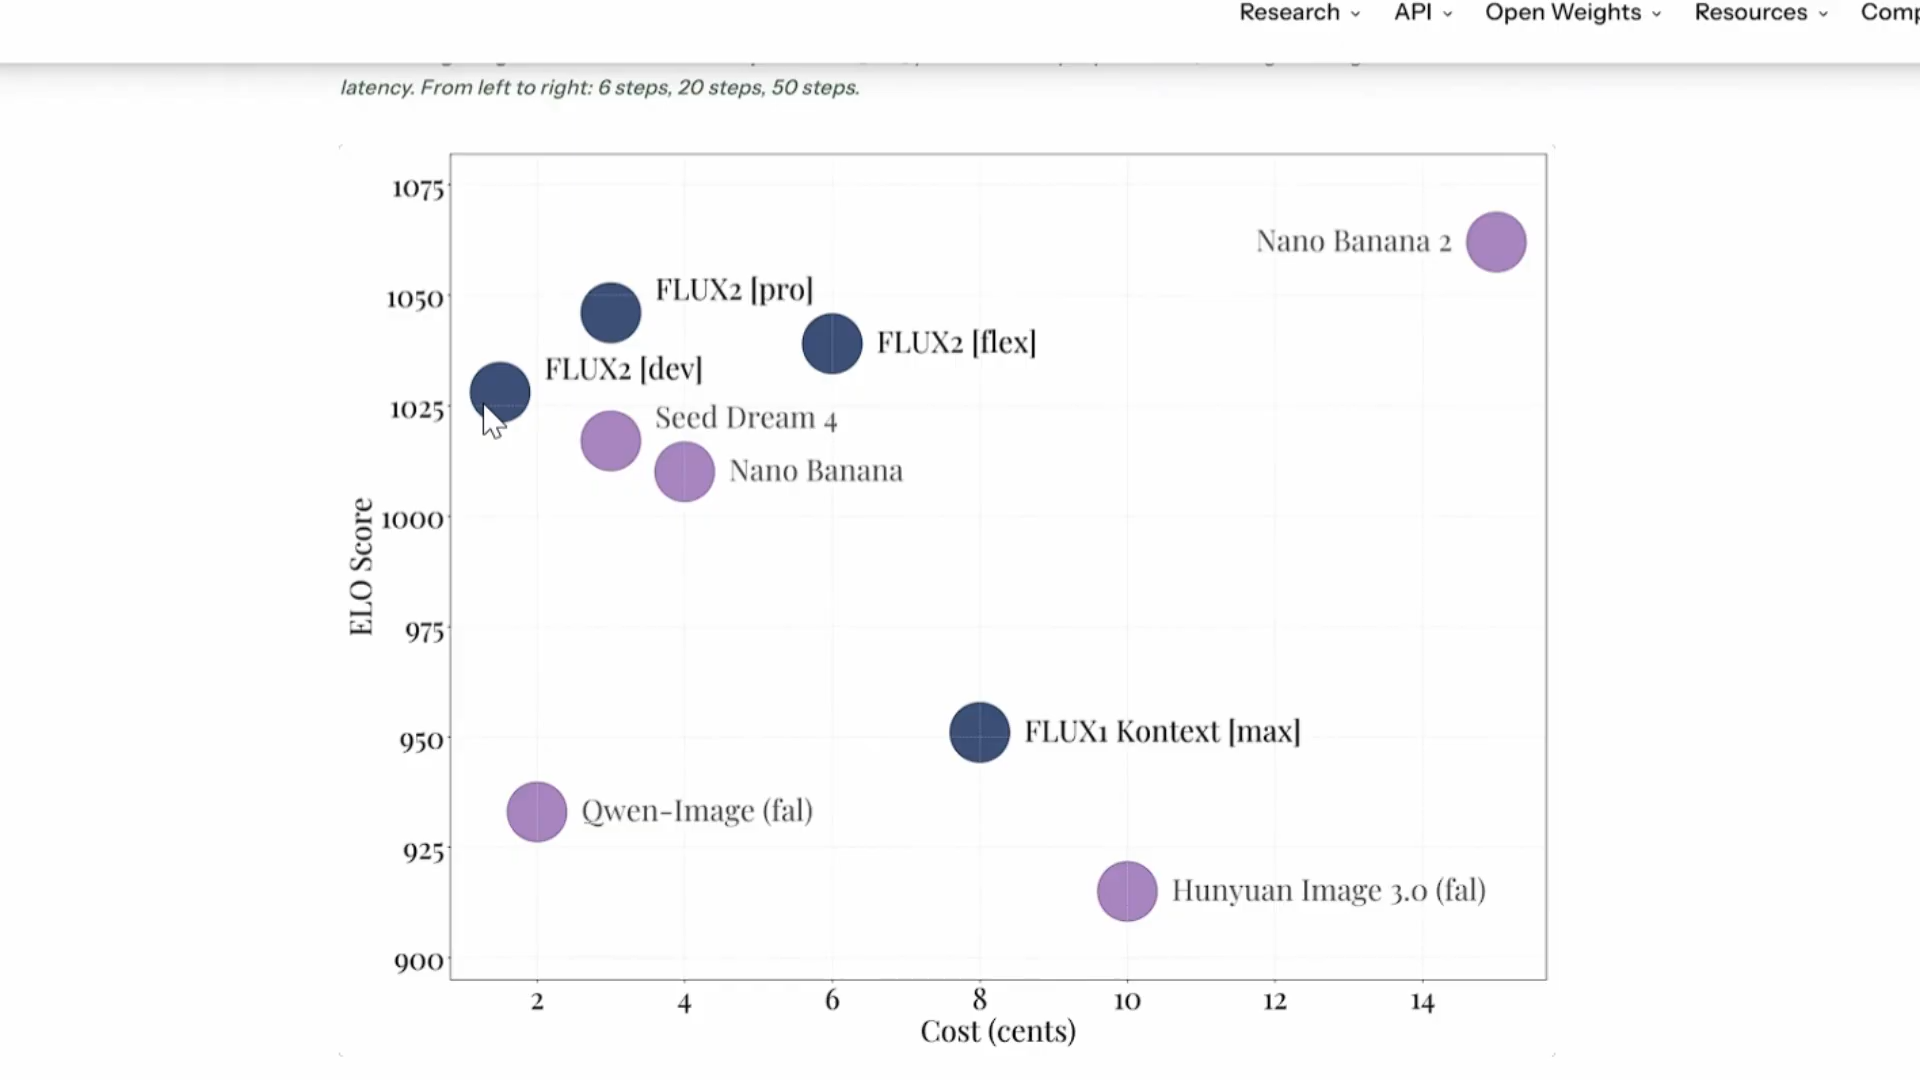 Research API Open Weights Resources Comp
latency. From left to right: 6 steps, 20 steps, 50 steps.
1075
Nano Banana 2
FLUX2 [pro]
1050
FLUX2 [flex]
FLUX2 [dev]
1025
Seed Dream 4
Nano Banana
ELO Score
1000
975
950
FLUX1 Kontext [max]
Qwen-Image (fal)
925
Hunyuan Image 3.0 (fal)
900
2 4 6 8 10 12 14
Cost (cents)